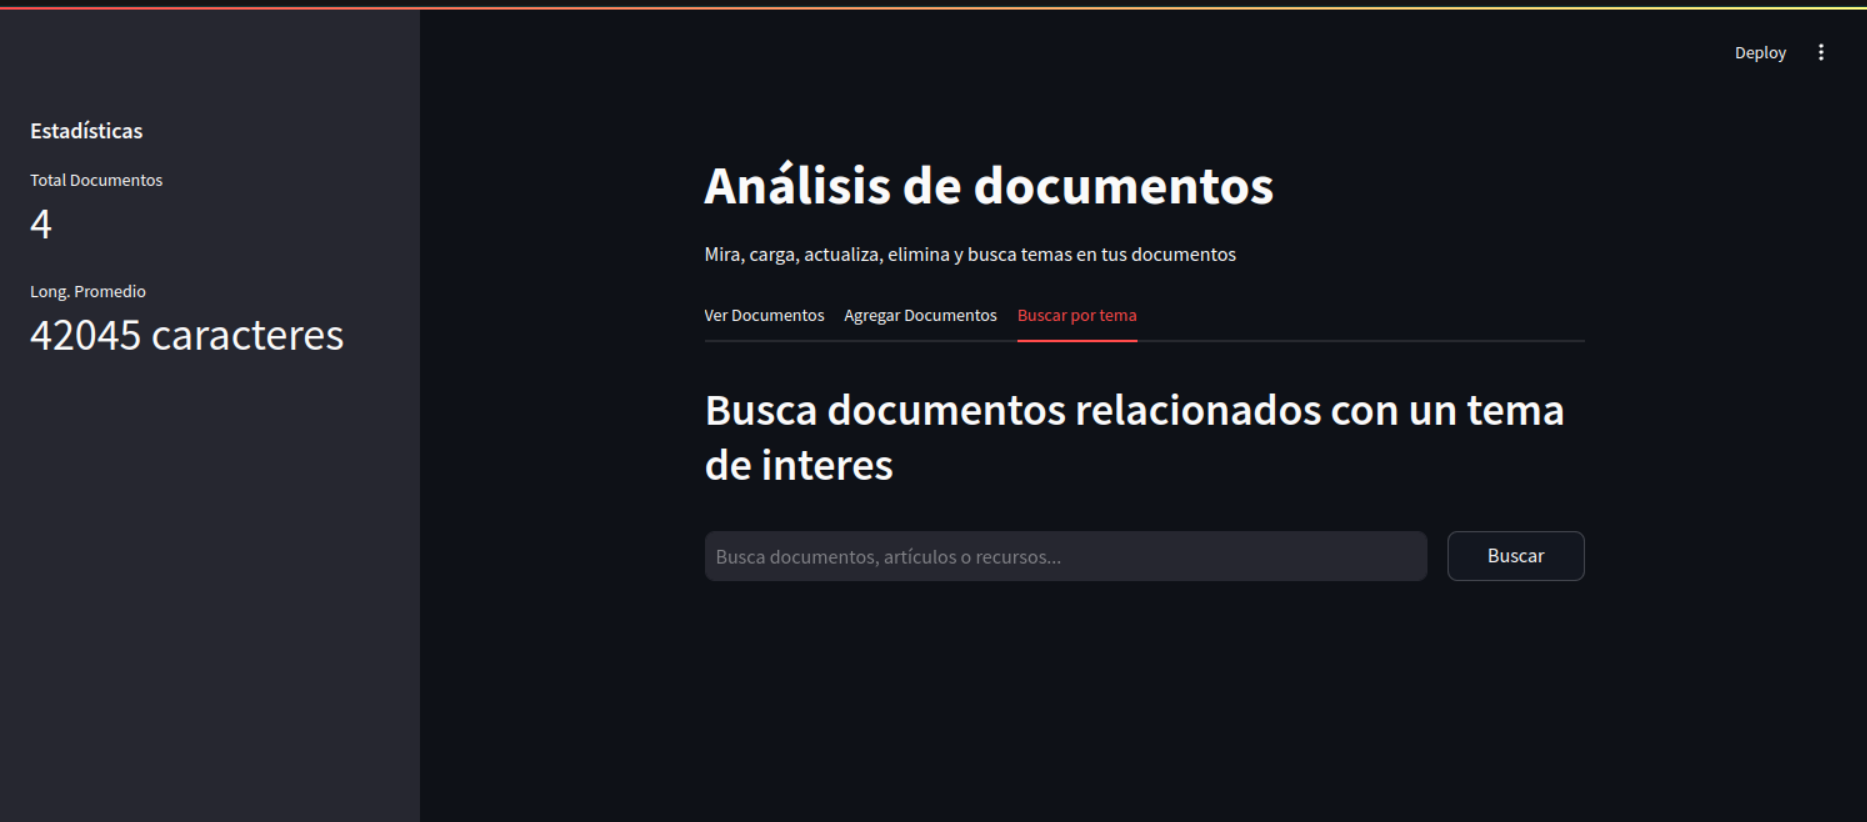 Deploy
Estadísticas
Total Documentos
4
Long. Promedio
42045 caracteres
Análisis de documentos
Mira, carga, actualiza, elimina y busca temas en tus documentos
Ver Documentos Agregar Documentos Buscar por tema
Busca documentos relacionados con un tema
de interes
Busca documentos, artículos o recursos...
Buscar